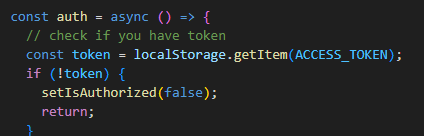 const auth = async () => {
// check if you have token
const token = localStorage.getItem(ACCESS_TOKEN);
if (!token) {
setIsAuthorized(false);
return;
}